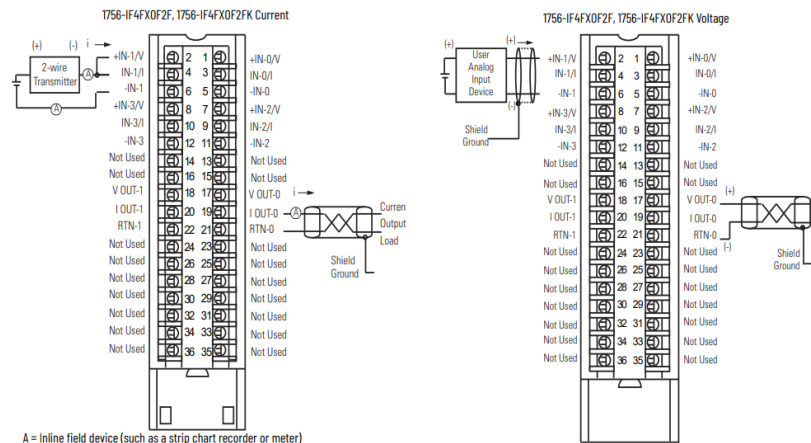 1756-IF4FXOF2F, 1756-IF4FXOF2FK Current
(+) (-) i
2-wire
Transmitter
A
A
+IN-1/V 2 1 +IN-0/V
IN-1/I 4 3 IN-0/I
-IN-1 6 5 -IN-0
+IN-3/V 8 7 +IN-2/V
IN-3/I 10 9 IN-2/I
-IN-3 12 11 -IN-2
Not Used 14 13 Not Used
Not Used 16 15 Not Used
V OUT-1 18 17 V OUT-0 i
I OUT-1 20 19 I OUT-0 A Curren
Output
RTN-1 22 21 RTN-0 Load
Not Used 24 23 Not Used
Shield
Ground
Not Used 26 25 Not Used
Not Used 28 27 Not Used
Not Used 30 29 Not Used
Not Used 32 31 Not Used
Not Used 34 33 Not Used
Not Used 36 35 Not Used
A = Inline field device (such as a strip chart recorder or meter)
1756-IF4FXOF2F, 1756-IF4FXOF2FK Voltage
(+) (+)
User
Analog
Input
Device
(-)
Shield
Ground
+IN-1/V 2 1 +IN-0/V
IN-1/I 4 3 IN-0/I
-IN-1 6 5 -IN-0
+IN-3/V 8 7 +IN-2/V
IN-3/I 10 9 IN-2/I
-IN-3 12 11 -IN-2
Not Used 14 13 Not Used
Not Used 16 15 Not Used
V OUT-1 18 17 V OUT-0 (+)
I OUT-1 20 19 I OUT-0
RTN-1 22 21 RTN-0 (-)
Not Used 24 23 Not Used
Shield
Ground
Not Used 26 25 Not Used
Not Used 28 27 Not Used
Not Used 30 29 Not Used
Not Used 32 31 Not Used
Not Used 34 33 Not Used
Not Used 36 35 Not Used